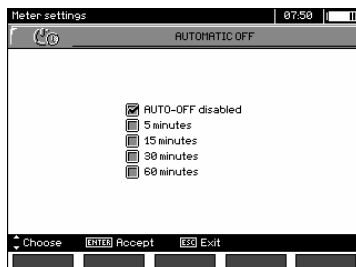 Meter settings 07:50
AUTOMATIC OFF
AUTO-OFF disabled
5 minutes
15 minutes
30 minutes
60 minutes
Choose ENTER Accept ESC Exit